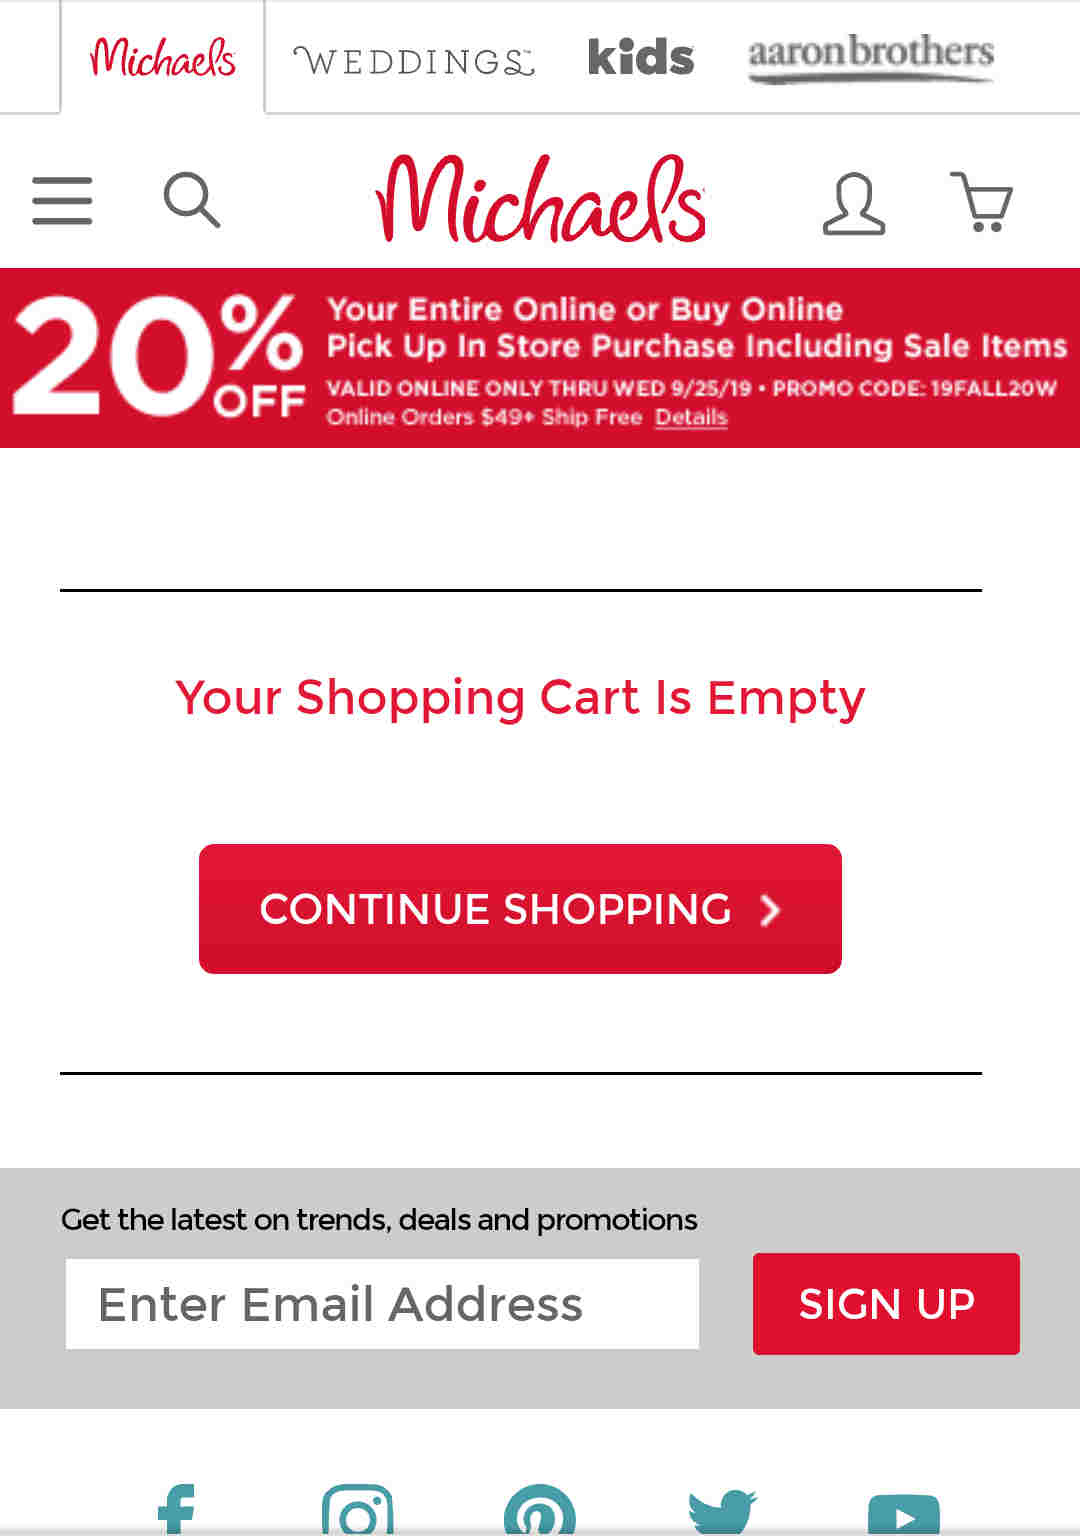 Michaels WEDDINGS™ kids aaron brothers
Michaels
20% OFF
Your Entire Online or Buy Online
Pick Up In Store Purchase Including Sale Items
VALID ONLINE ONLY THRU WED 9/25/19 • PROMO CODE: 19FALL20W
Online Orders $49+ Ship Free Details
Your Shopping Cart Is Empty
CONTINUE SHOPPING
Get the latest on trends, deals and promotions
Enter Email Address
SIGN UP